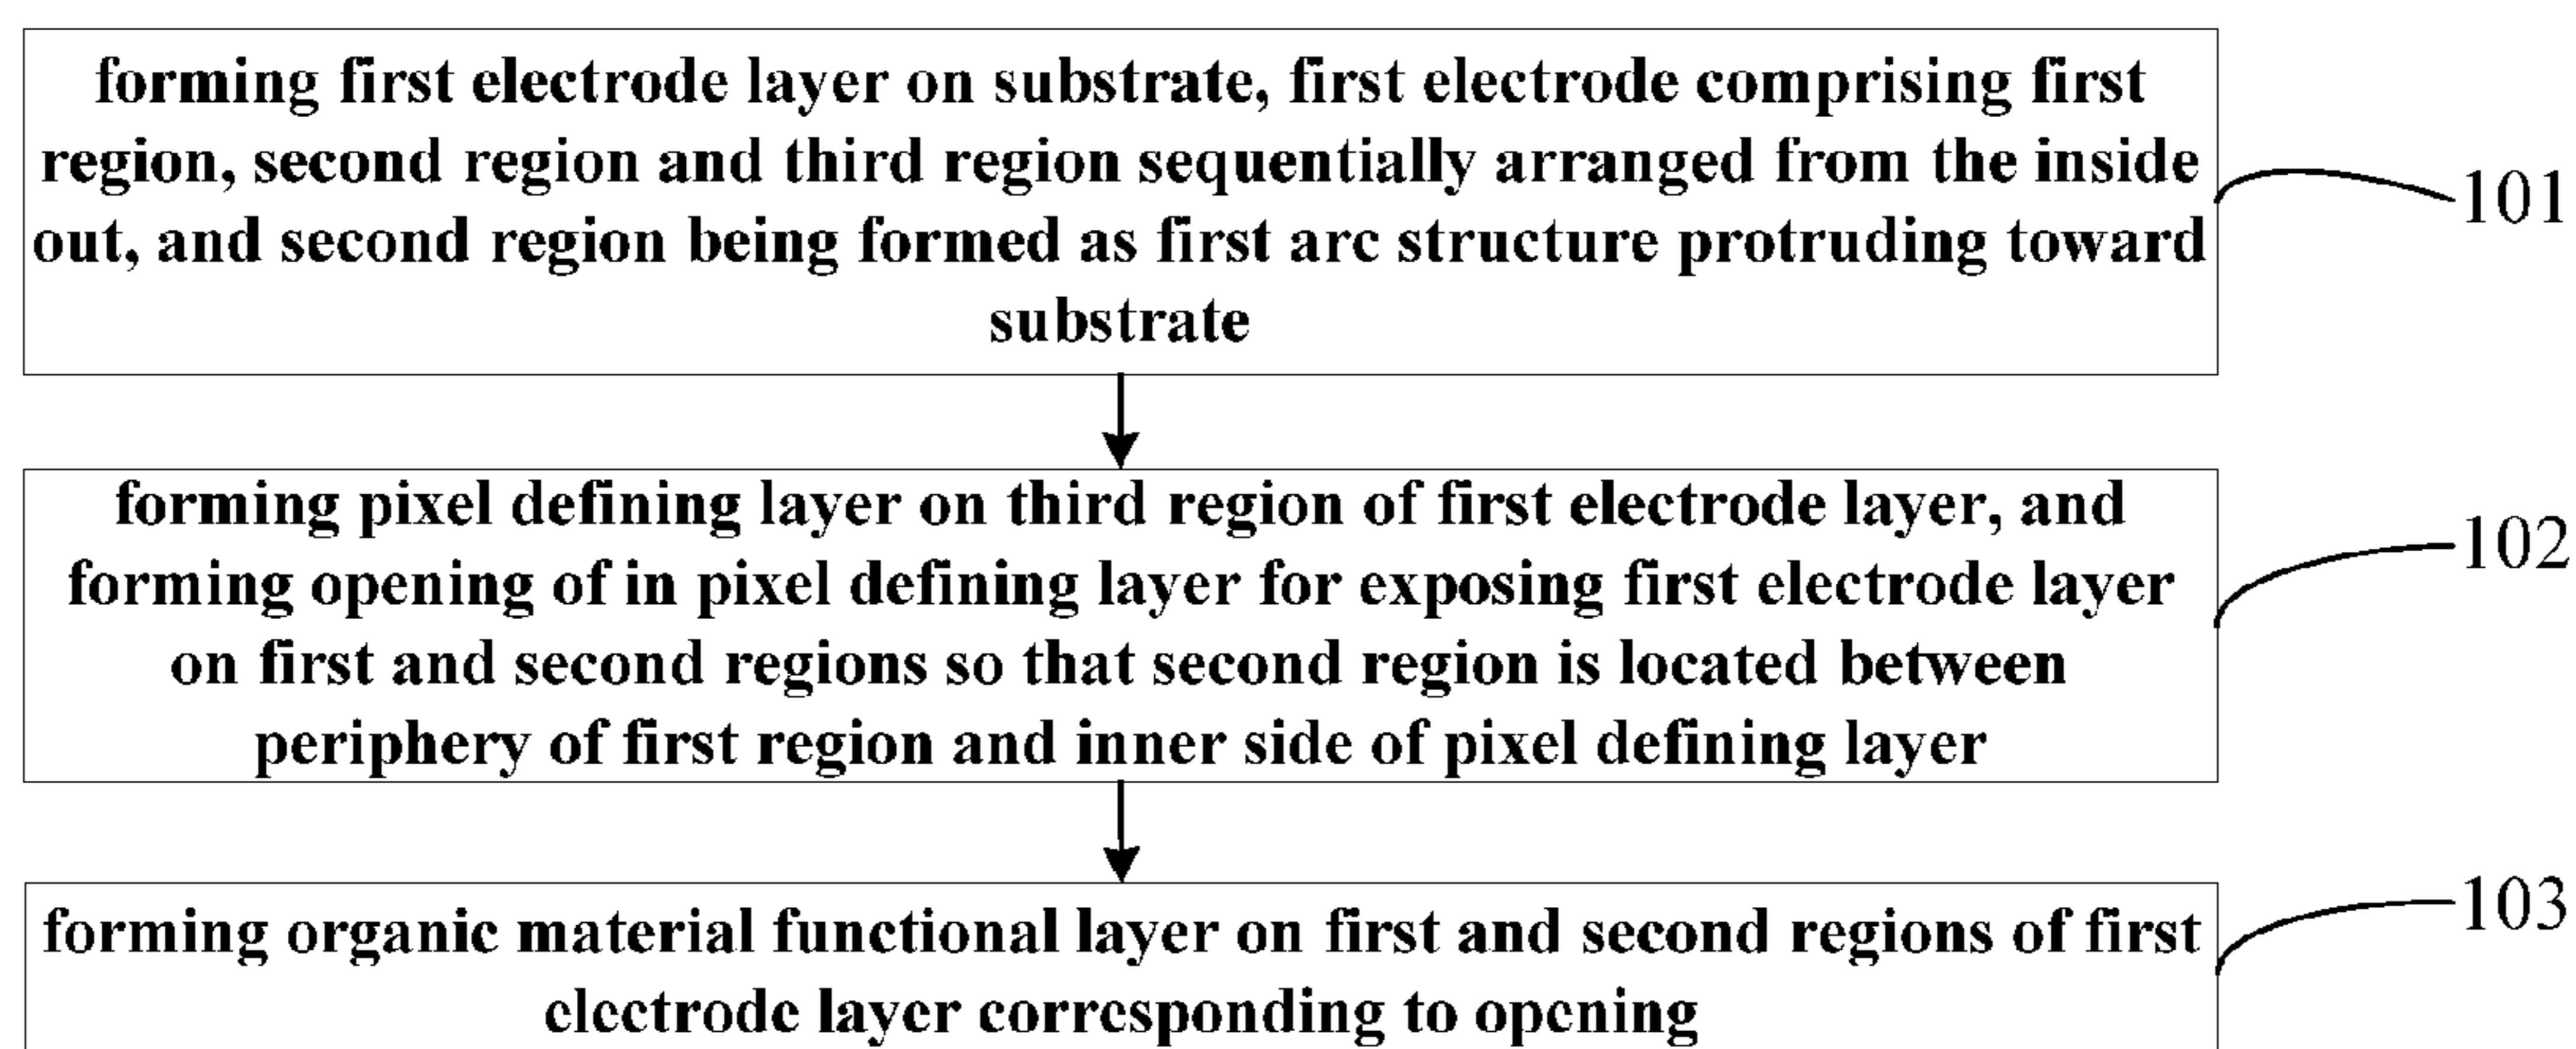 forming first electrode layer on substrate, first electrode comprising first
region, second region and third region sequentially arranged from the inside
out, and second region being formed as first arc structure protruding toward
substrate
101
forming pixel defining layer on third region of first electrode layer, and
forming opening of in pixel defining layer for exposing first electrode layer
on first and second regions so that second region is located between
periphery of first region and inner side of pixel defining layer
102
forming organic material functional layer on first and second regions of first
electrode layer corresponding to opening
103